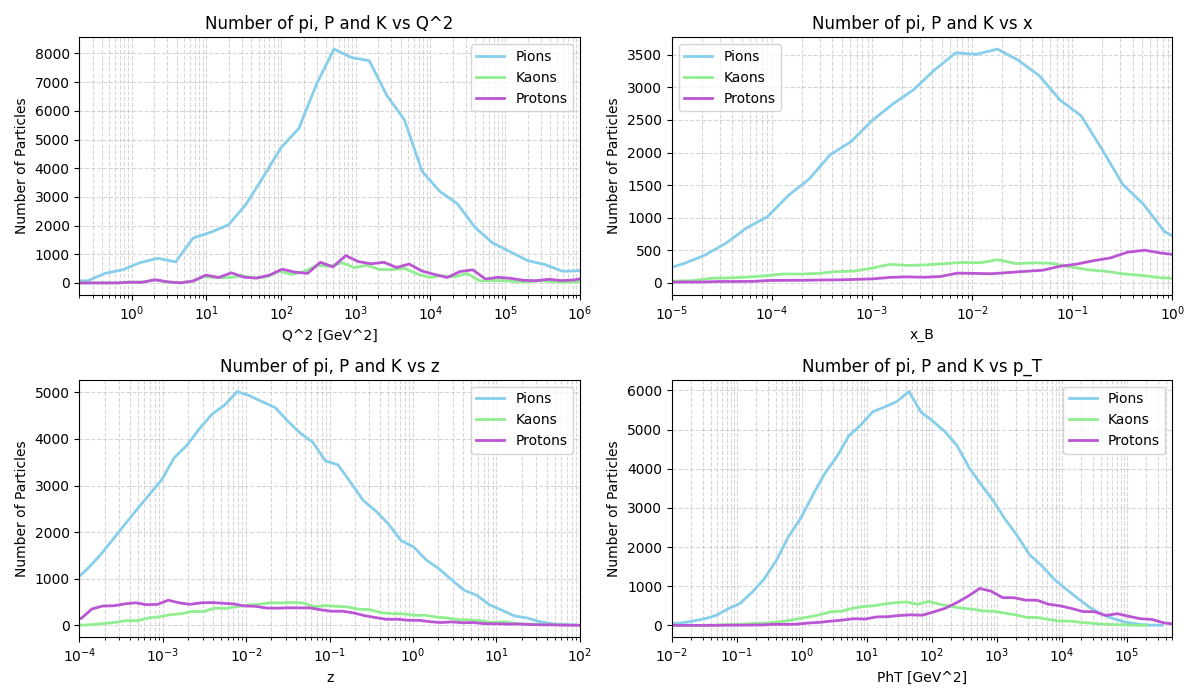 Number of pi, P and K vs Q^2
Number of Particles
8000
7000
6000
5000
4000
3000
2000
1000
0
Pions
Kaons
Protons
10^0 10^1 10^2 10^3 10^4 10^5 10^6
Q^2 [GeV^2]
Number of pi, P and K vs x
Number of Particles
3500
3000
2500
2000
1500
1000
500
0
Pions
Kaons
Protons
10^−5 10^−4 10^−3 10^−2 10^−1 10^0
x_B
Number of pi, P and K vs z
Number of Particles
5000
4000
3000
2000
1000
0
Pions
Kaons
Protons
10^−4 10^−3 10^−2 10^−1 10^0 10^1 10^2
z
Number of pi, P and K vs p_T
Number of Particles
6000
5000
4000
3000
2000
1000
0
Pions
Kaons
Protons
10^−2 10^−1 10^0 10^1 10^2 10^3 10^4 10^5
PhT [GeV^2]